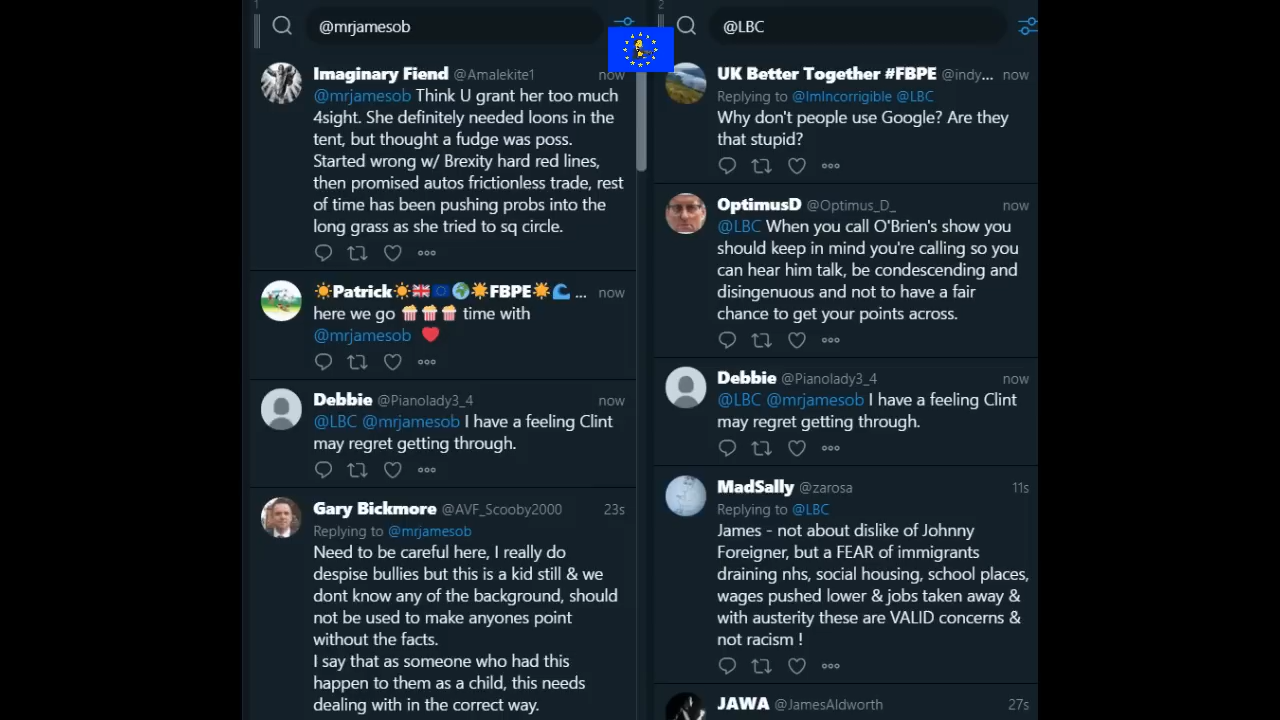 1
@mrjamesob
Imaginary Fiend @Amalekite1 now
@mrjamesob Think U grant her too much
4sight. She definitely needed loons in the
tent, but thought a fudge was poss.
Started wrong w/ Brexity hard red lines,
then promised autos frictionless trade, rest
of time has been pushing probs into the
long grass as she tried to sq circle.
☀Patrick☀🇬🇧🇪🇺🌍☀FBPE☀🌊 ... now
here we go 🍿🍿🍿 time with
@mrjamesob ❤
Debbie @Pianolady3_4 now
@LBC @mrjamesob I have a feeling Clint
may regret getting through.
Gary Bickmore @AVF_Scooby2000 23s
Replying to @mrjamesob
Need to be careful here, I really do
despise bullies but this is a kid still & we
dont know any of the background, should
not be used to make anyones point
without the facts.
I say that as someone who had this
happen to them as a child, this needs
dealing with in the correct way.
2
@LBC
UK Better Together #FBPE @indy... now
Replying to @ImIncorrigible @LBC
Why don't people use Google? Are they
that stupid?
OptimusD @Optimus_D_ now
@LBC When you call O'Brien's show you
should keep in mind you're calling so you
can hear him talk, be condescending and
disingenuous and not to have a fair
chance to get your points across.
Debbie @Pianolady3_4 now
@LBC @mrjamesob I have a feeling Clint
may regret getting through.
MadSally @zarosa 11s
Replying to @LBC
James - not about dislike of Johnny
Foreigner, but a FEAR of immigrants
draining nhs, social housing, school places,
wages pushed lower & jobs taken away &
with austerity these are VALID concerns &
not racism !
JAWA @JamesAldworth 27s